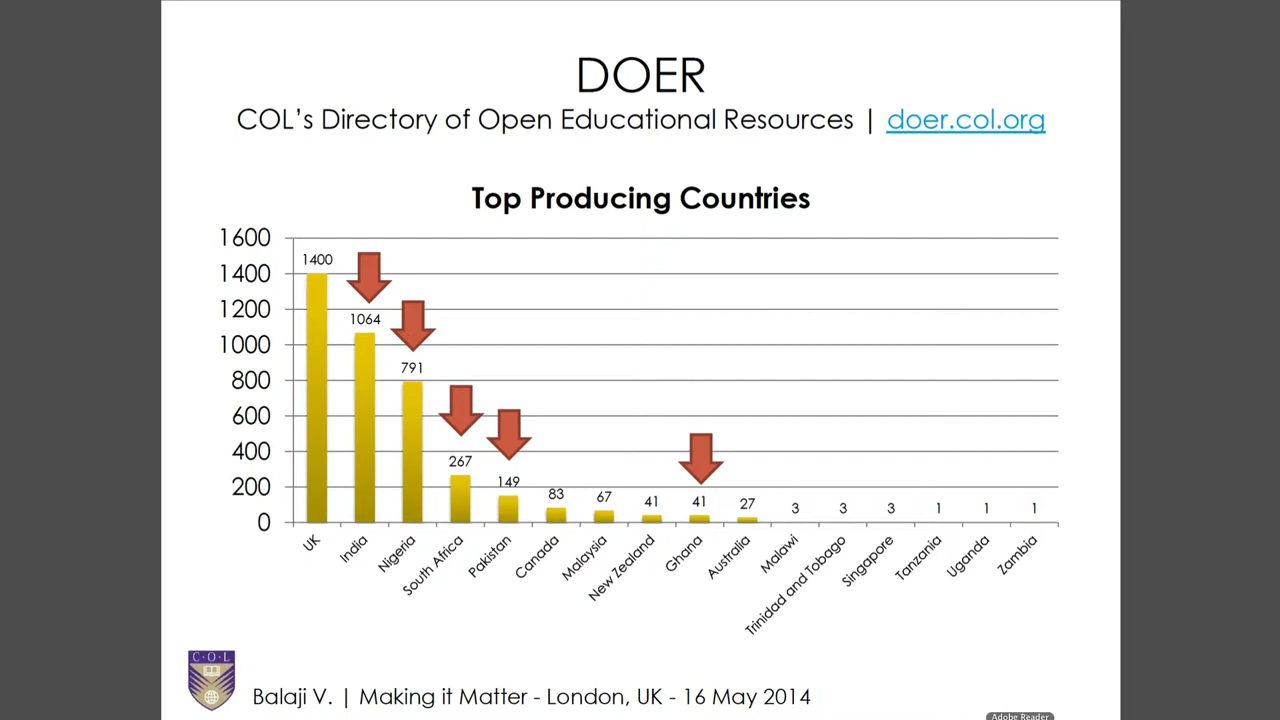 DOER
COL's Directory of Open Educational Resources | doer.col.org
Top Producing Countries
1600
1400
1200
1000
800
600
400
200
0
1400
1064
791
267
149
83
67
41
41
27
3
3
3
1
1
1
UK
India
Nigeria
South Africa
Pakistan
Canada
Malaysia
New Zealand
Ghana
Australia
Malawi
Trinidad and Tobago
Singapore
Tanzania
Uganda
Zambia
C·O·L
Balaji V. | Making it Matter - London, UK - 16 May 2014
Adobe Reader